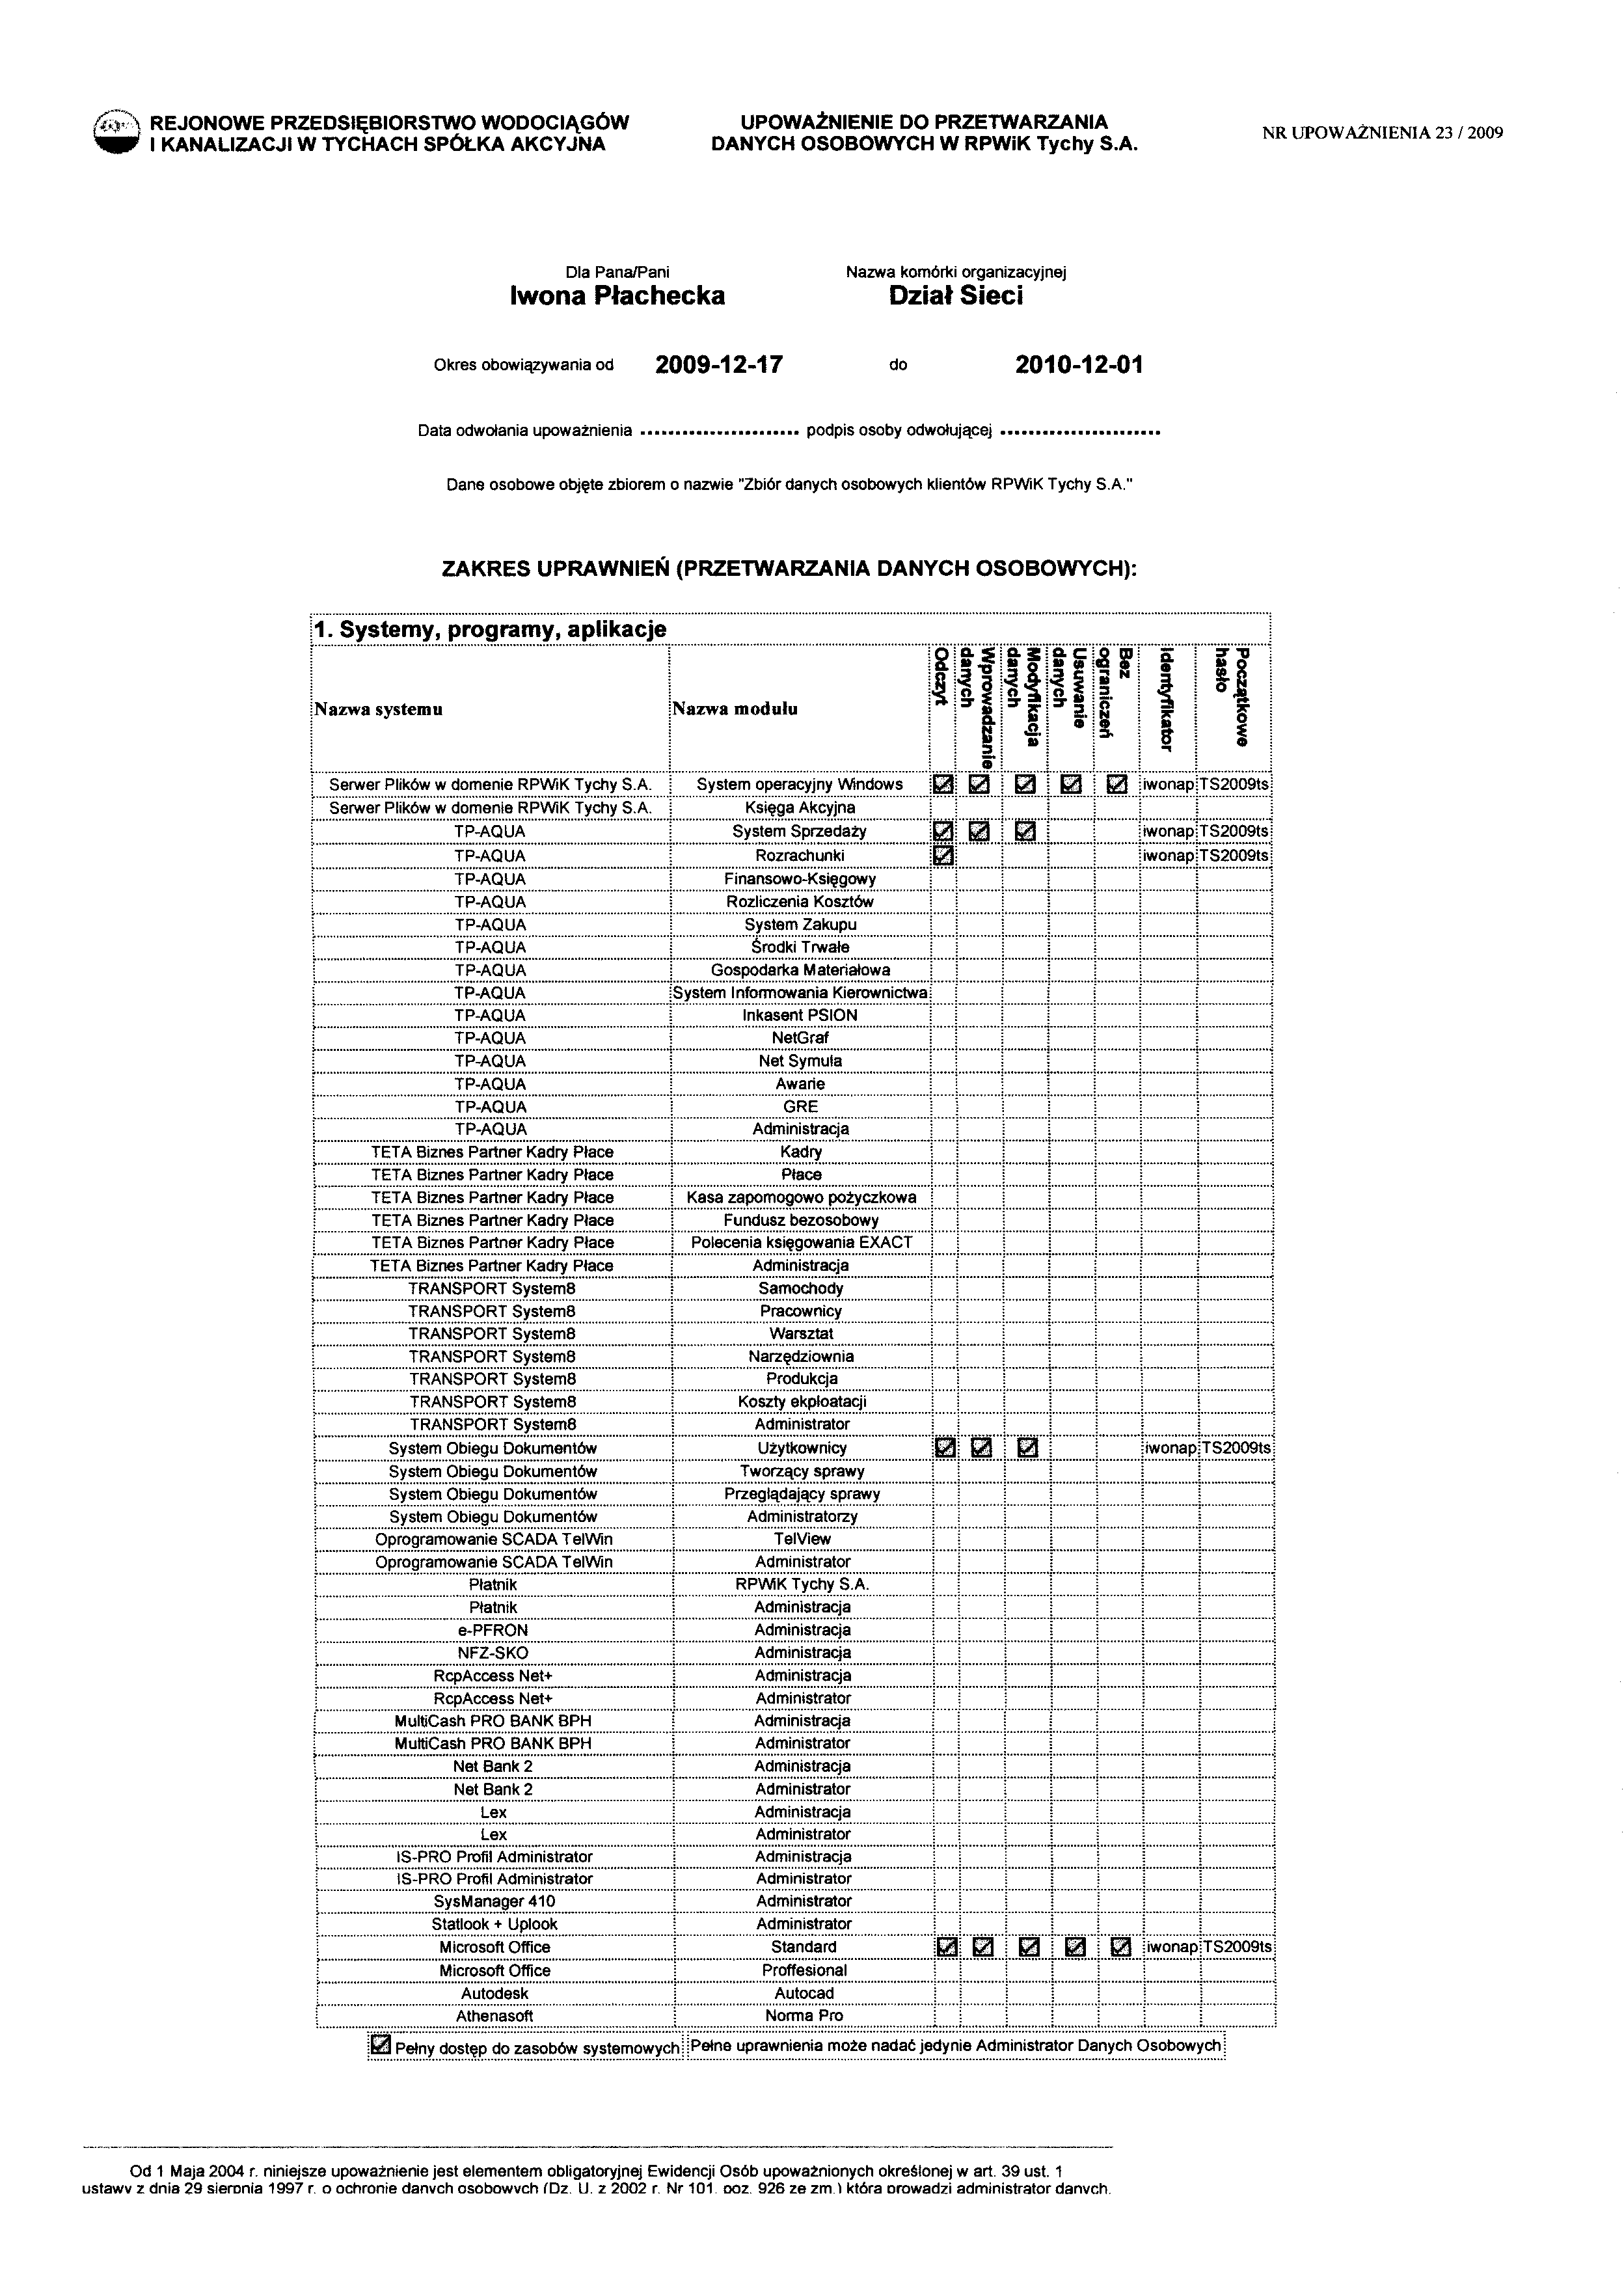 REJONOWE PRZEDSIĘBIORSTWO WODOCIĄGÓW
I KANALIZACJI W TYCHACH SPÓŁKA AKCYJNA
UPOWAŻNIENIE DO PRZETWARZANIA
DANYCH OSOBOWYCH W RPWiK Tychy S.A.
NR UPOWAŻNIENIA 23 / 2009
Dla Pana/Pani Nazwa komórki organizacyjnej
Iwona Płachecka Dział Sieci
Okres obowiązywania od 2009-12-17 do 2010-12-01
Data odwołania upoważnienia ....................... podpis osoby odwołującej .......................
Dane osobowe objęte zbiorem o nazwie "Zbiór danych osobowych klientów RPWiK Tychy S.A."
ZAKRES UPRAWNIEŃ (PRZETWARZANIA DANYCH OSOBOWYCH):
1. Systemy, programy, aplikacje
Nazwa systemu Nazwa modułu Odczyt Wprowadzanie danych Modyfikacja danych Usuwanie danych Bez ograniczeń Identyfikator Początkowe hasło
Serwer Plików w domenie RPWiK Tychy S.A. System operacyjny Windows iwonap TS2009ts
Serwer Plików w domenie RPWiK Tychy S.A. Księga Akcyjna
TP-AQUA System Sprzedaży iwonap TS2009ts
TP-AQUA Rozrachunki iwonap TS2009ts
TP-AQUA Finansowo-Księgowy
TP-AQUA Rozliczenia Kosztów
TP-AQUA System Zakupu
TP-AQUA Środki Trwałe
TP-AQUA Gospodarka Materiałowa
TP-AQUA System Informowania Kierownictwa
TP-AQUA Inkasent PSION
TP-AQUA NetGraf
TP-AQUA Net Symula
TP-AQUA Awarie
TP-AQUA GRE
TP-AQUA Administracja
TETA Biznes Partner Kadry Płace Kadry
TETA Biznes Partner Kadry Płace Płace
TETA Biznes Partner Kadry Płace Kasa zapomogowo pożyczkowa
TETA Biznes Partner Kadry Płace Fundusz bezosobowy
TETA Biznes Partner Kadry Płace Polecenia księgowania EXACT
TETA Biznes Partner Kadry Płace Administracja
TRANSPORT System8 Samochody
TRANSPORT System8 Pracownicy
TRANSPORT System8 Warsztat
TRANSPORT System8 Narzędziownia
TRANSPORT System8 Produkcja
TRANSPORT System8 Koszty ekploatacji
TRANSPORT System8 Administrator
System Obiegu Dokumentów Użytkownicy iwonap TS2009ts
System Obiegu Dokumentów Tworzący sprawy
System Obiegu Dokumentów Przeglądający sprawy
System Obiegu Dokumentów Administratorzy
Oprogramowanie SCADA TelWin TelView
Oprogramowanie SCADA TelWin Administrator
Płatnik RPWiK Tychy S.A.
Płatnik Administracja
e-PFRON Administracja
NFZ-SKO Administracja
RcpAccess Net+ Administracja
RcpAccess Net+ Administrator
MultiCash PRO BANK BPH Administracja
MultiCash PRO BANK BPH Administrator
Net Bank 2 Administracja
Net Bank 2 Administrator
Lex Administracja
Lex Administrator
IS-PRO Profil Administrator Administracja
IS-PRO Profil Administrator Administrator
SysManager 410 Administrator
Statlook + Uplook Administrator
Microsoft Office Standard iwonap TS2009ts
Microsoft Office Proffesional
Autodesk Autocad
Athenasoft Norma Pro
Pełny dostęp do zasobów systemowych Pełne uprawnienia może nadać jedynie Administrator Danych Osobowych
Od 1 Maja 2004 r. niniejsze upoważnienie jest elementem obligatoryjnej Ewidencji Osób upoważnionych określonej w art. 39 ust. 1
ustawy z dnia 29 sierpnia 1997 r. o ochronie danych osobowych (Dz. U. z 2002 r. Nr 101. poz. 926 ze zm.) która prowadzi administrator danych.